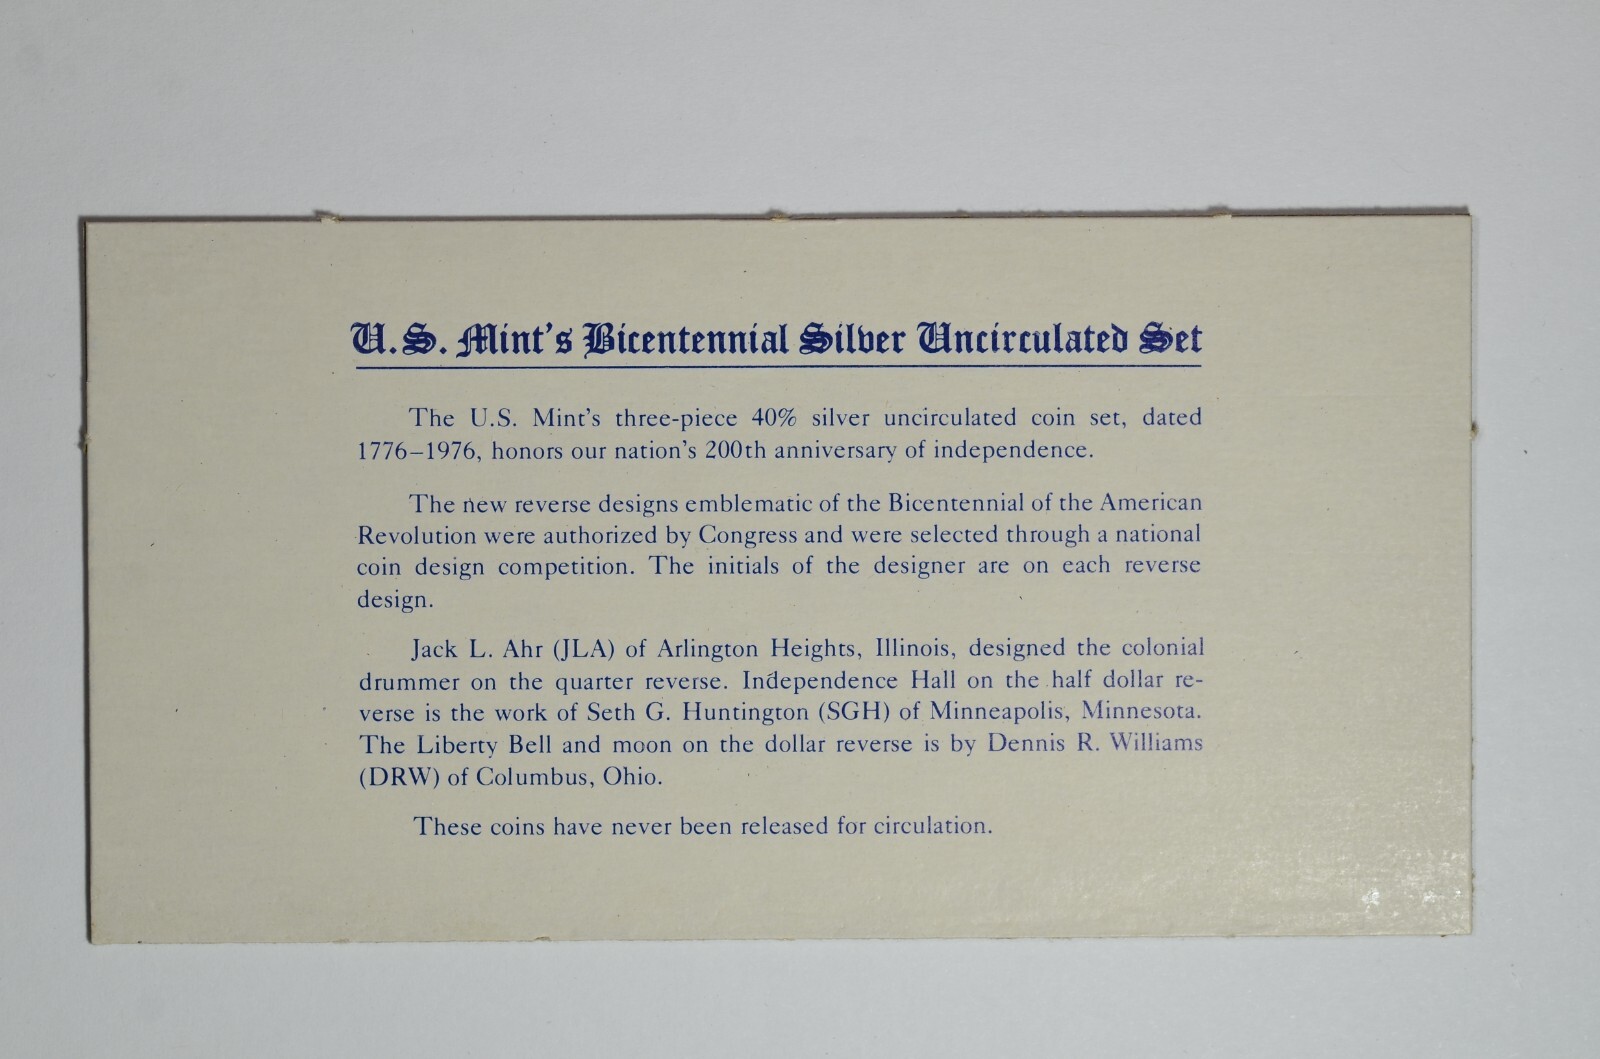 U.S. Mint's Bicentennial Silver Uncirculated Set
The U.S. Mint's three-piece 40% silver uncirculated coin set, dated
1776–1976, honors our nation's 200th anniversary of independence.
The new reverse designs emblematic of the Bicentennial of the American
Revolution were authorized by Congress and were selected through a national
coin design competition. The initials of the designer are on each reverse
design.
Jack L. Ahr (JLA) of Arlington Heights, Illinois, designed the colonial
drummer on the quarter reverse. Independence Hall on the half dollar re-
verse is the work of Seth G. Huntington (SGH) of Minneapolis, Minnesota.
The Liberty Bell and moon on the dollar reverse is by Dennis R. Williams
(DRW) of Columbus, Ohio.
These coins have never been released for circulation.